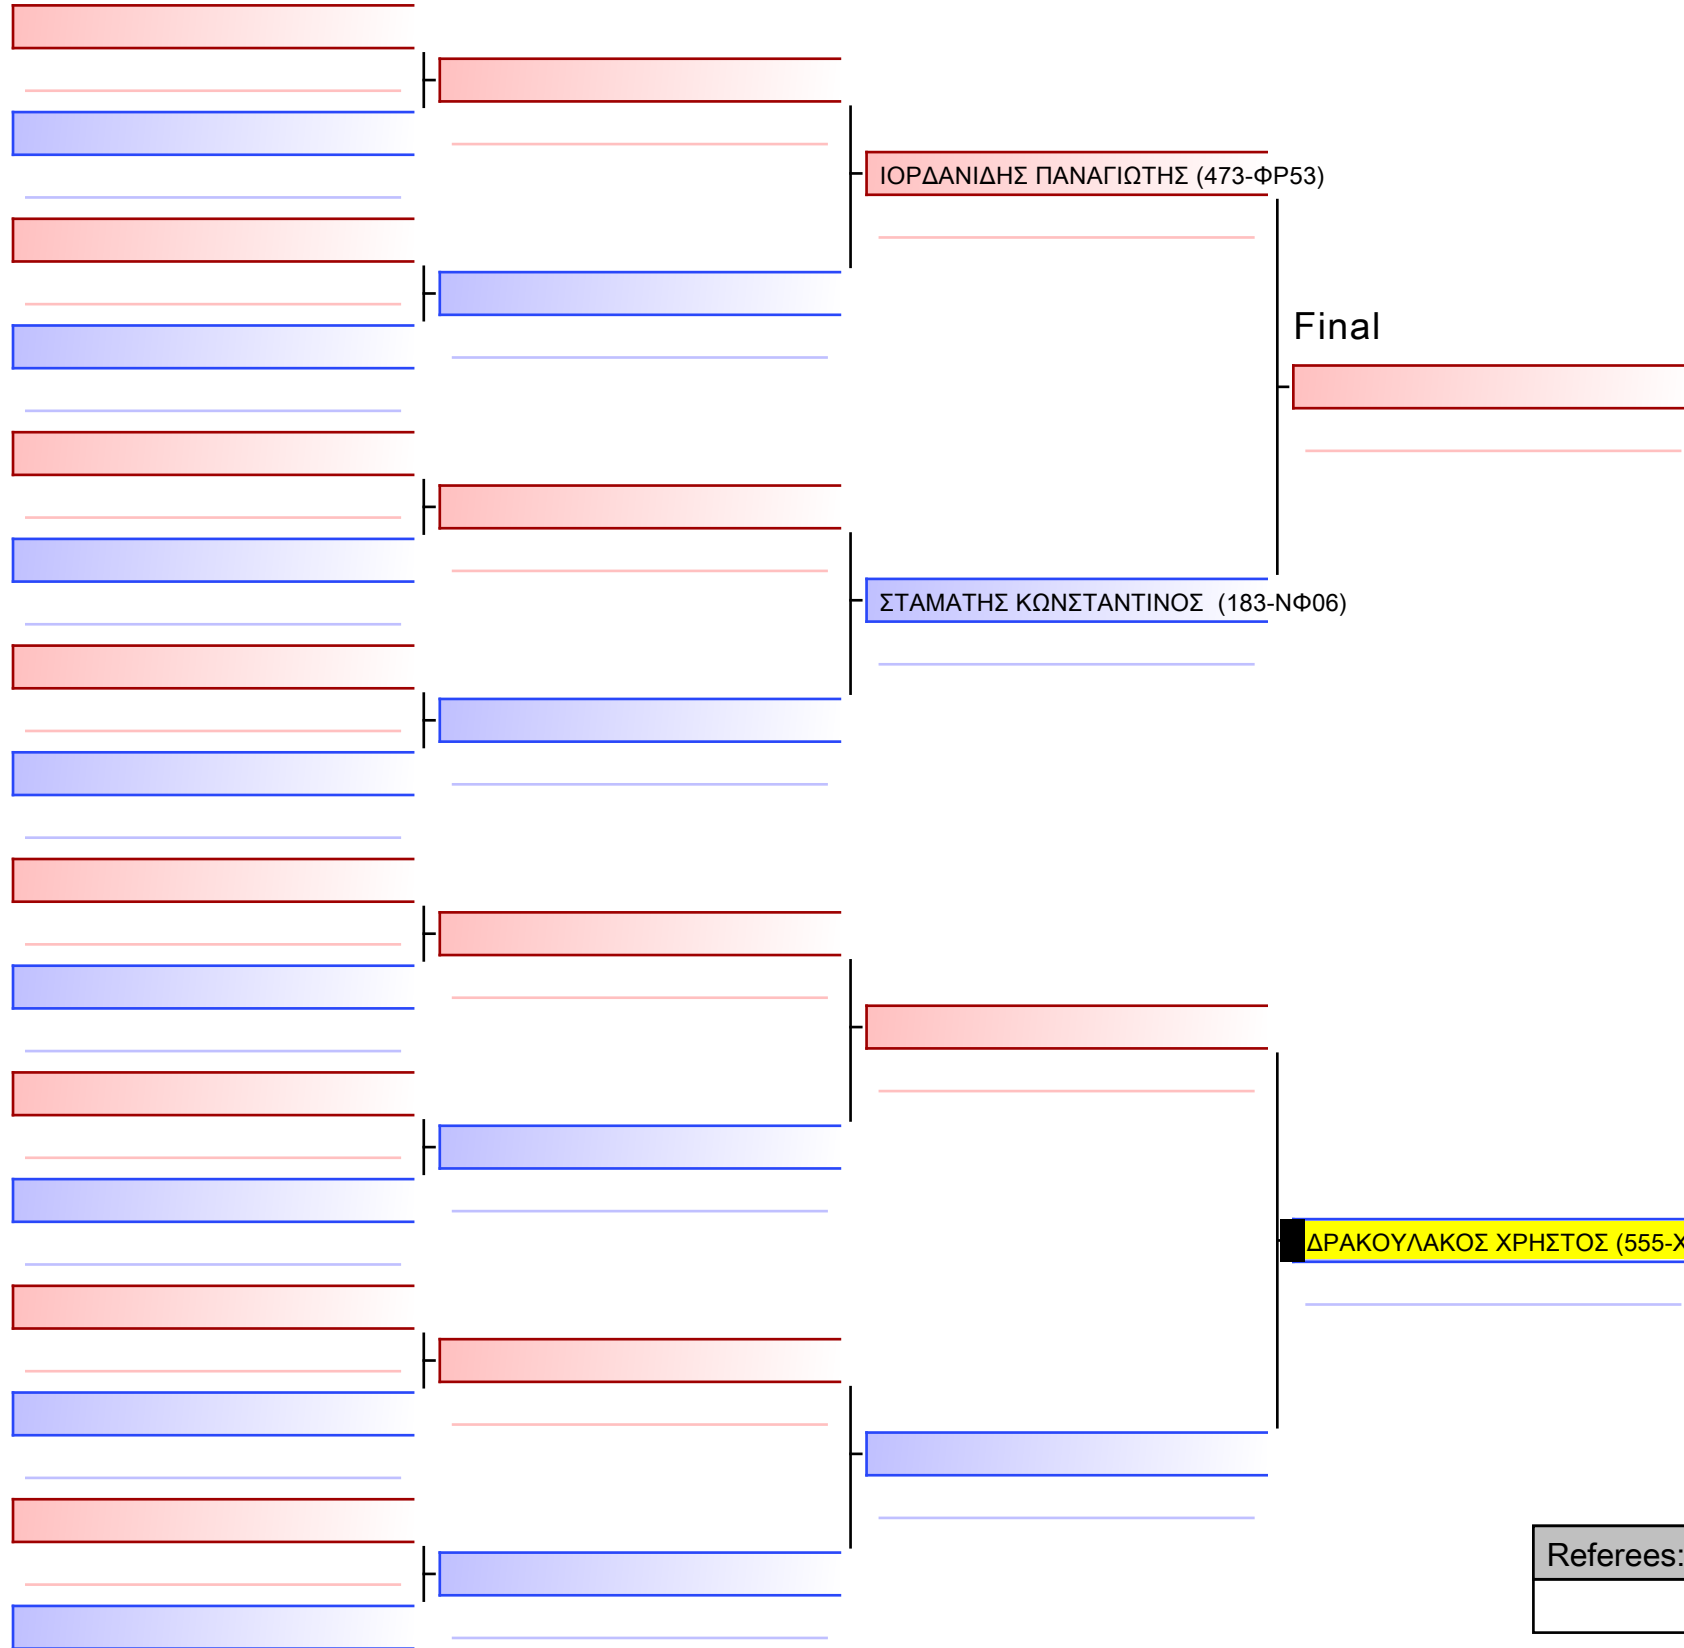 ΙΟΡΔΑΝΙΔΗΣ ΠΑΝΑΓΙΩΤΗΣ (473-ΦΡ53)
Final
ΣΤΑΜΑΤΗΣ ΚΩΝΣΤΑΝΤΙΝΟΣ (183-ΝΦ06)
ΔΡΑΚΟΥΛΑΚΟΣ ΧΡΗΣΤΟΣ (555-Χ
Referees: